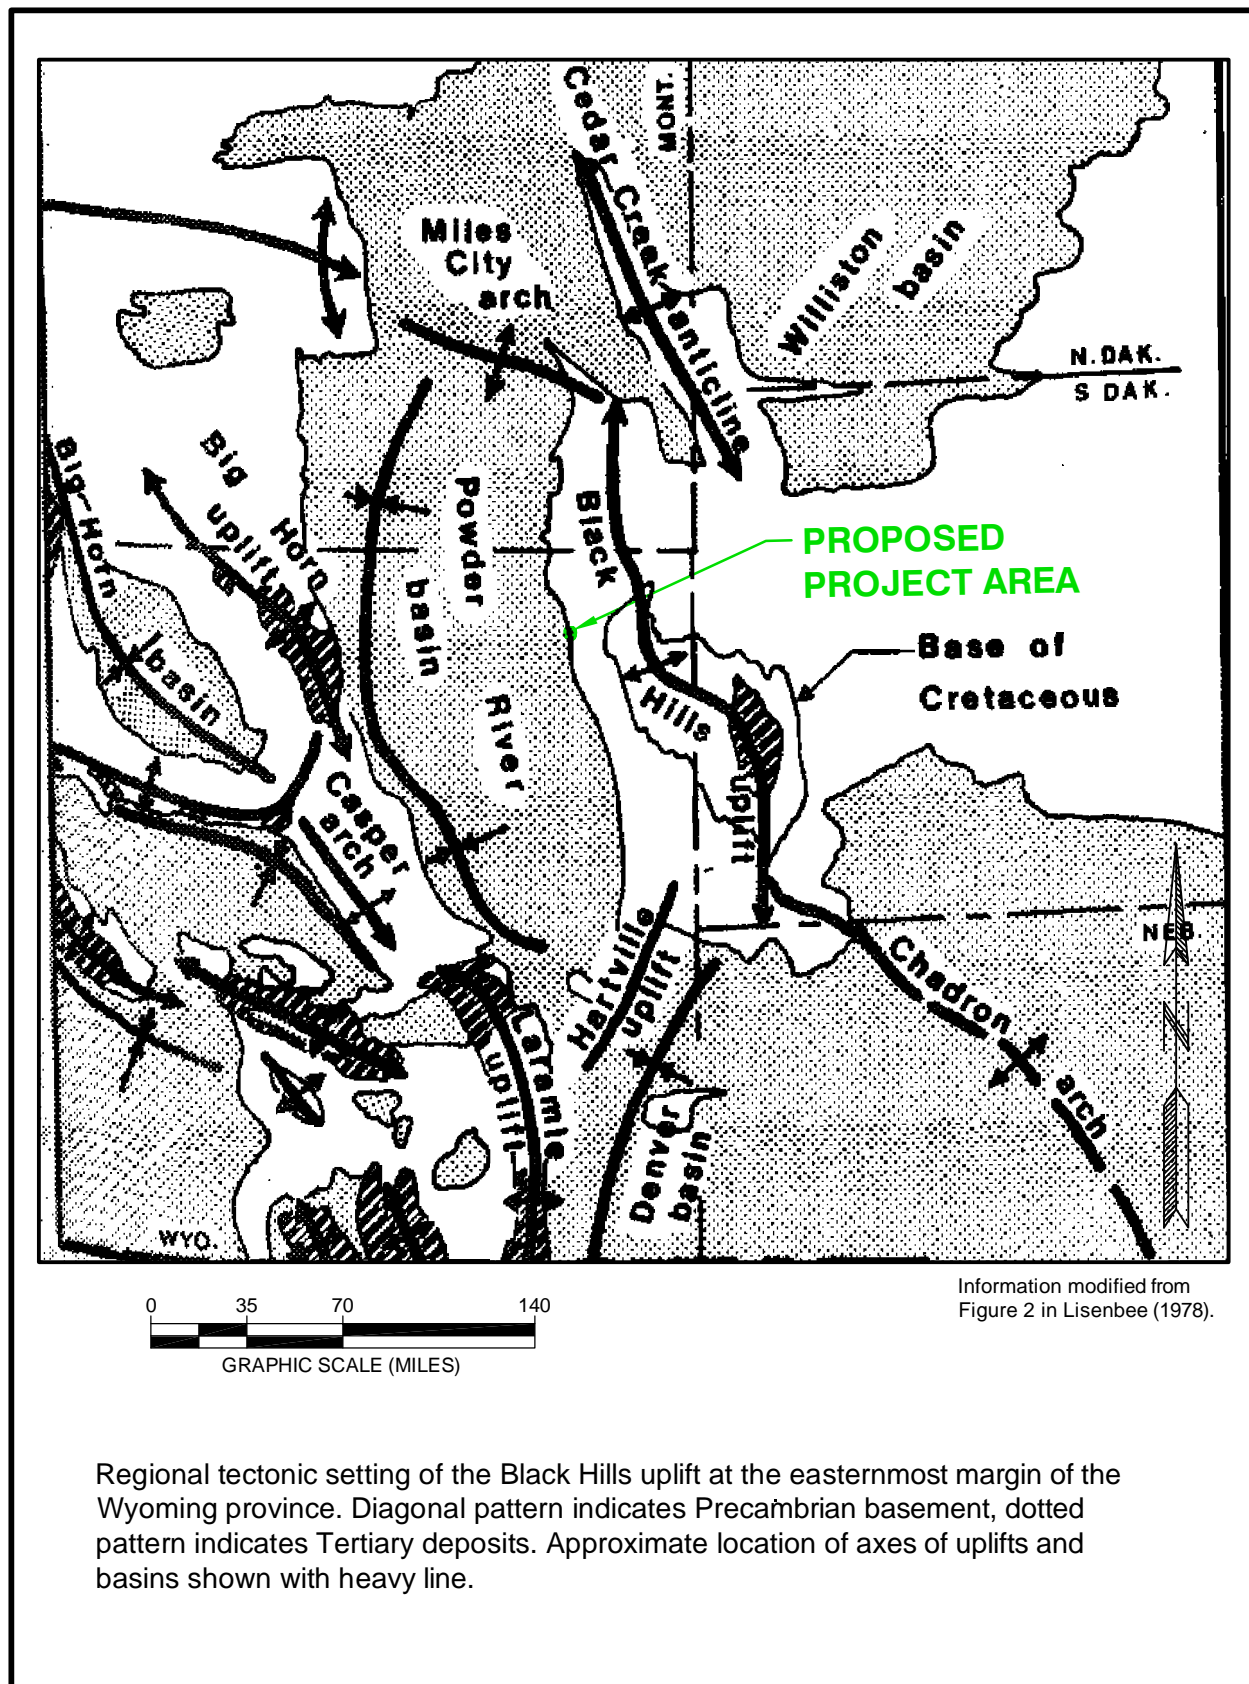 MONT.
Cedar Creek anticline
Miles
City
arch
Williston
basin
N. DAK.
S DAK.
Big Horn
uplift
Big-Horn
basin
Powder
River
basin
Black
Hills
uplift
PROPOSED
PROJECT AREA
Base of
Cretaceous
Casper
arch
Hartville
uplift
NEB.
Chadron
arch
Laramie
uplift
Denver
basin
WYO.
Information modified from
Figure 2 in Lisenbee (1978).
0 35 70 140
GRAPHIC SCALE (MILES)
Regional tectonic setting of the Black Hills uplift at the easternmost margin of the
Wyoming province. Diagonal pattern indicates Precambrian basement, dotted
pattern indicates Tertiary deposits. Approximate location of axes of uplifts and
basins shown with heavy line.